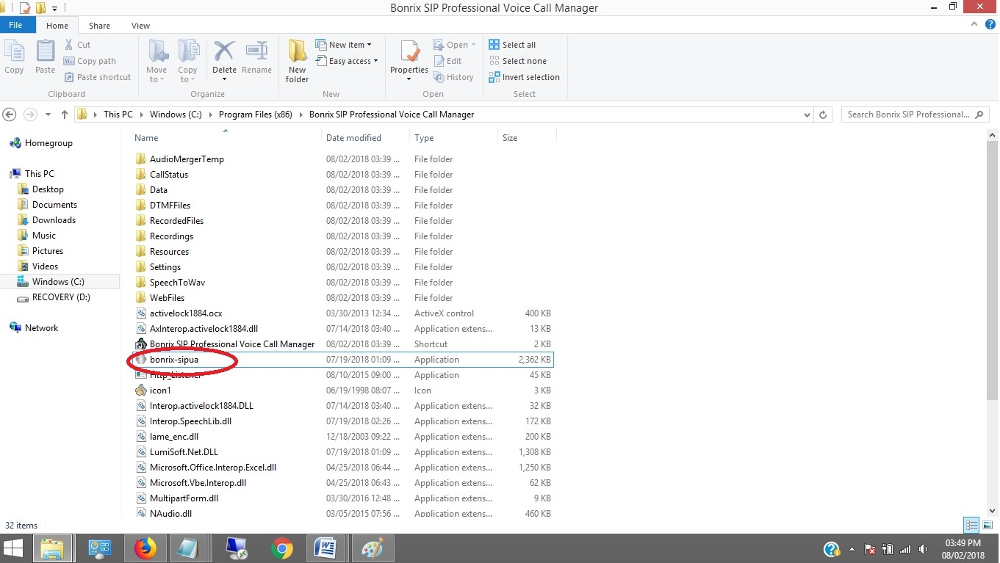 Bonrix SIP Professional Voice Call Manager
File Home Share View
Copy
Paste
Cut
Copy path
Paste shortcut
Clipboard
Move to
Copy to
Delete
Rename
Organize
New folder
New item
Easy access
New
Properties
Open
Edit
History
Open
Select all
Select none
Invert selection
Select
This PC Windows (C:) Program Files (x86) Bonrix SIP Professional Voice Call Manager
Search Bonrix SIP Professional...
Homegroup
This PC
Desktop
Documents
Downloads
Music
Pictures
Videos
Windows (C:)
RECOVERY (D:)
Network
Name Date modified Type Size
AudioMergerTemp 08/02/2018 03:39 ... File folder
CallStatus 08/02/2018 03:39 ... File folder
Data 08/02/2018 03:39 ... File folder
DTMFFiles 08/02/2018 03:39 ... File folder
RecordedFiles 08/02/2018 03:39 ... File folder
Recordings 08/02/2018 03:39 ... File folder
Resources 08/02/2018 03:39 ... File folder
Settings 08/02/2018 03:39 ... File folder
SpeechToWav 08/02/2018 03:39 ... File folder
WebFiles 08/02/2018 03:39 ... File folder
activelock1884.ocx 03/30/2013 12:34 ... ActiveX control 400 KB
AxInterop.activelock1884.dll 07/14/2018 03:40 ... Application extens... 13 KB
Bonrix SIP Professional Voice Call Manager 08/02/2018 03:39 ... Shortcut 2 KB
bonrix-sipua 07/19/2018 01:09 ... Application 2,362 KB
Http_Listener 08/10/2015 09:00 ... Application 45 KB
icon1 06/19/1998 08:07 ... Icon 3 KB
Interop.activelock1884.DLL 07/14/2018 03:40 ... Application extens... 32 KB
Interop.SpeechLib.dll 07/19/2018 02:26 ... Application extens... 172 KB
lame_enc.dll 12/18/2003 09:22 ... Application extens... 200 KB
LumiSoft.Net.DLL 07/19/2018 01:09 ... Application extens... 1,308 KB
Microsoft.Office.Interop.Excel.dll 04/25/2018 06:44 ... Application extens... 1,250 KB
Microsoft.Vbe.Interop.dll 04/25/2018 06:43 ... Application extens... 62 KB
MultipartForm.dll 03/30/2016 12:48 ... Application extens... 9 KB
NAudio.dll 03/05/2015 07:56 ... Application extens... 460 KB
32 items
03:49 PM
08/02/2018